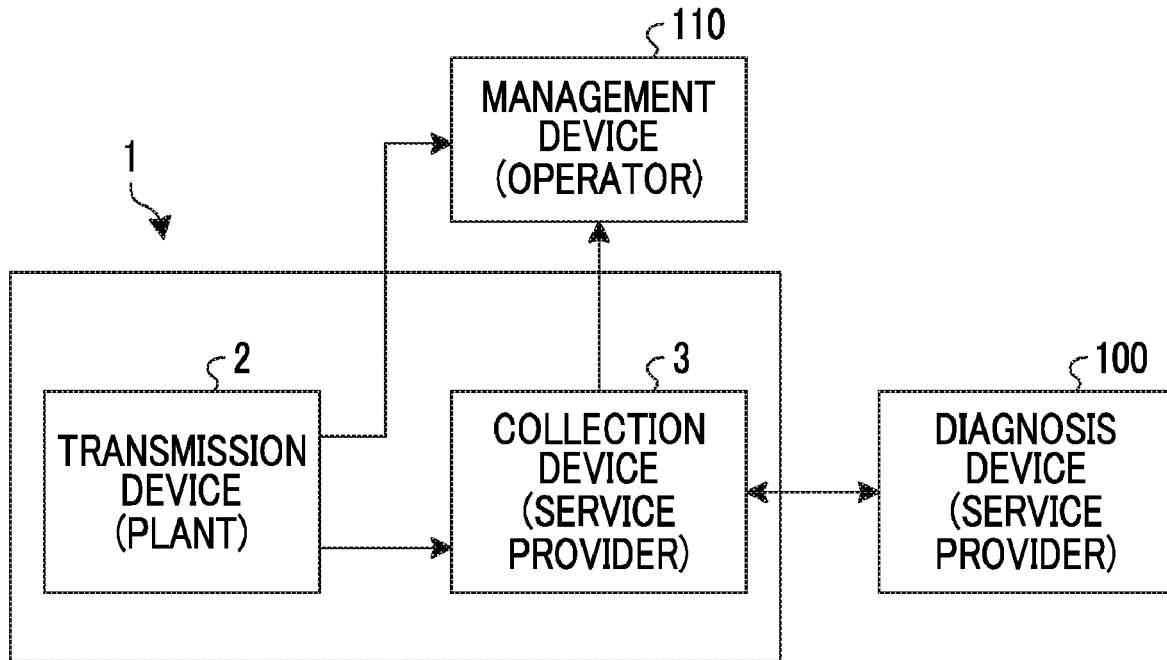 110
MANAGEMENT
DEVICE
(OPERATOR)
1
2
TRANSMISSION
DEVICE
(PLANT)
3
COLLECTION
DEVICE
(SERVICE
PROVIDER)
100
DIAGNOSIS
DEVICE
(SERVICE
PROVIDER)